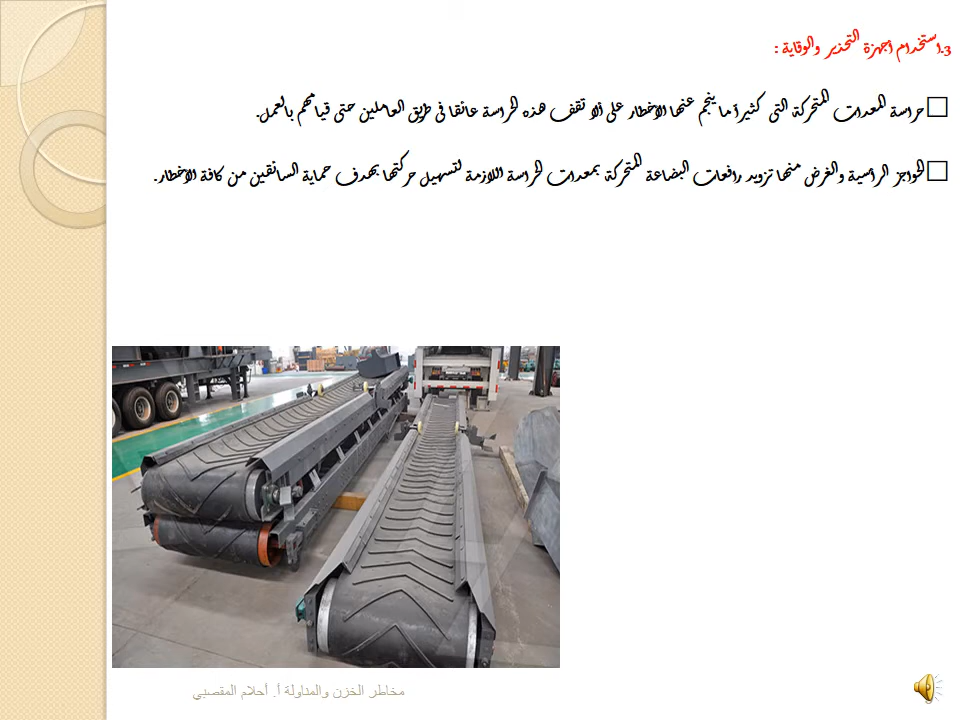 3.استخدام أجهزة التحذير والوقاية :
□حراسة المعدات المتحركة التى كثيراً ما ينجم عنها الاخطار على ألا تقف هذه الحراسة عائقا فى طريق العاملين حتى قيامهم بالعمل.
□الحواجز الرأسية والغرض منها تزويد رافعات البضاعة المتحركة بمعدات الحراسة اللازمة لتسهيل حركتها بهدف حماية السائقين من كافة الاخطار.
مخاطر الخزن والمناولة أ. أحلام المقصبي